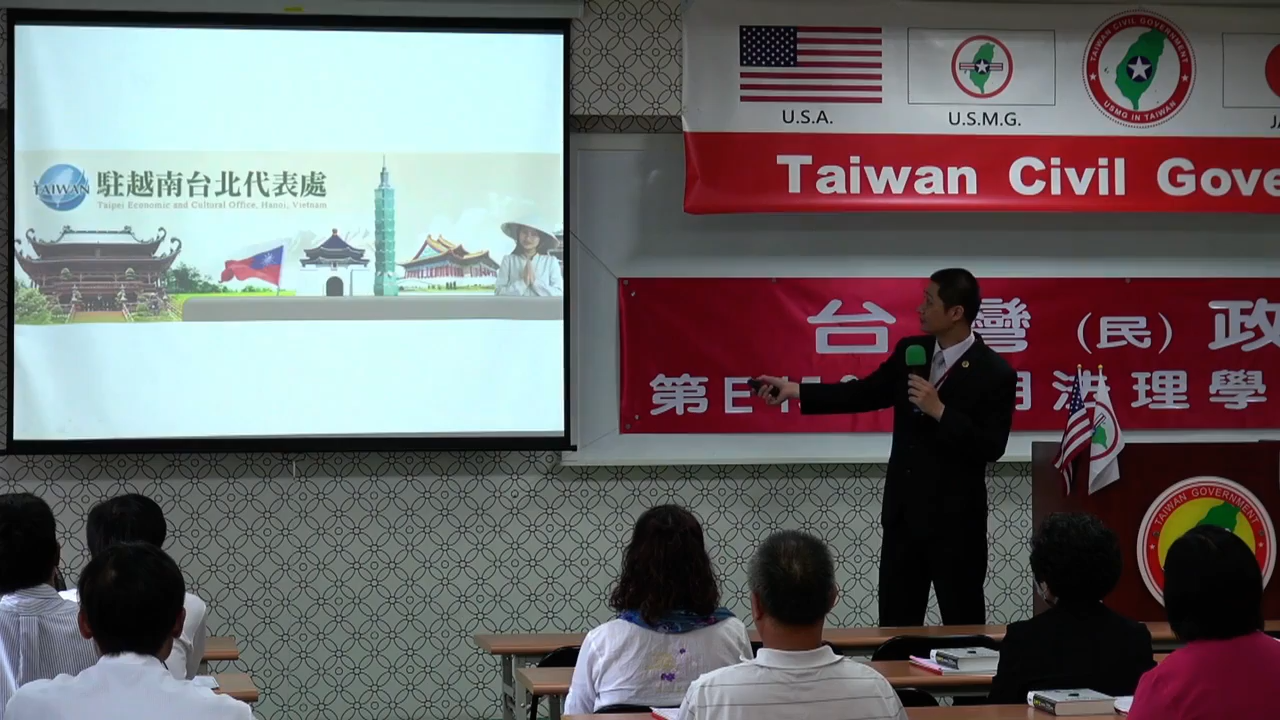 TAIWAN
駐越南台北代表處
Taipei Economic and Cultural Office, Hanoi, Vietnam
U.S.A.
U.S.M.G.
TAIWAN CIVIL GOVERNMENT
USMG IN TAIWAN
Taiwan Civil Gove
台灣(民)政
第
法理學
TAIWAN GOVERNMENT